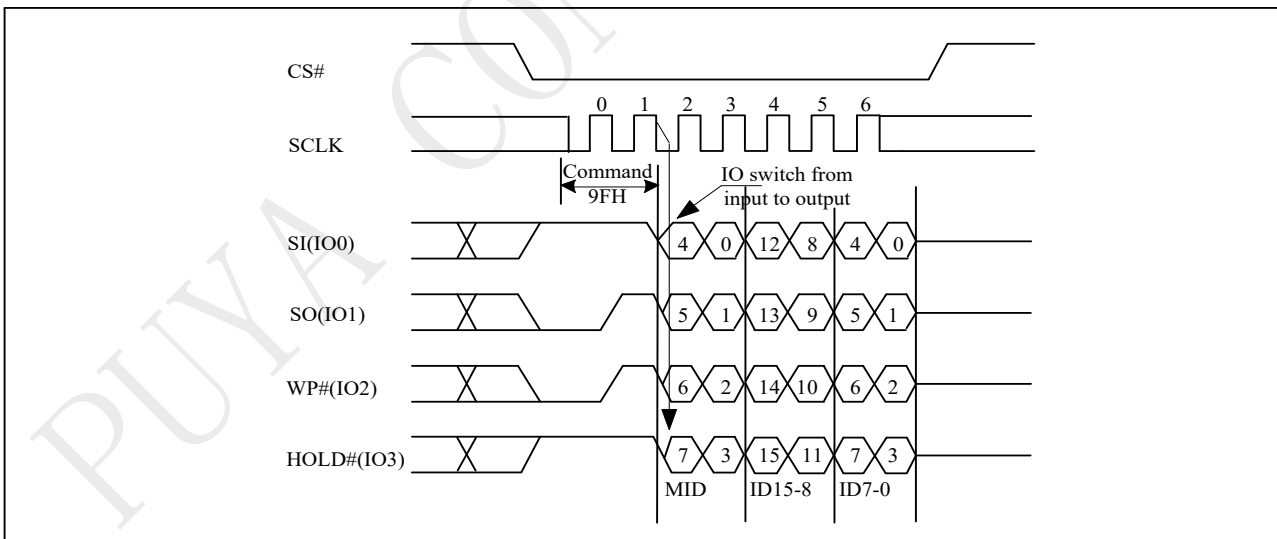 PUYA CON
CS#
0 1 2 3 4 5 6
SCLK
Command
9FH
IO switch from
input to output
SI(IO0) 4 0 12 8 4 0
SO(IO1) 5 1 13 9 5 1
WP#(IO2) 6 2 14 10 6 2
HOLD#(IO3) 7 3 15 11 7 3
MID ID15-8 ID7-0